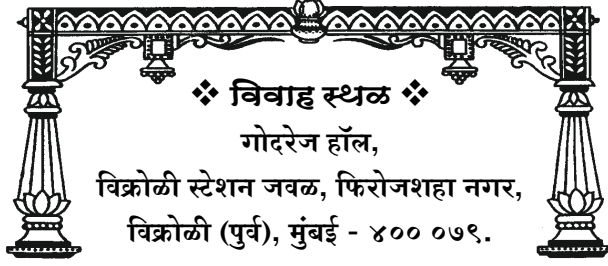 ❖ विवाह स्थळ ❖
गोदरेज हॉल,
विक्रोळी स्टेशन जवळ, फिरोजशहा नगर,
विक्रोळी (पुर्व), मुंबई - ४०० ०७९.